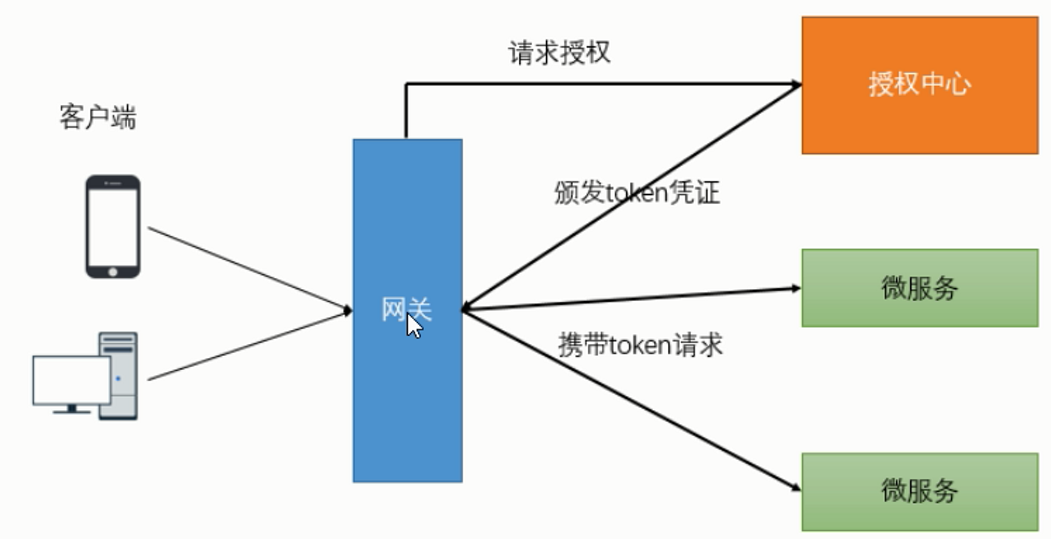 请求授权
授权中心
客户端
颁发token凭证
微服务
网关
携带token请求
微服务